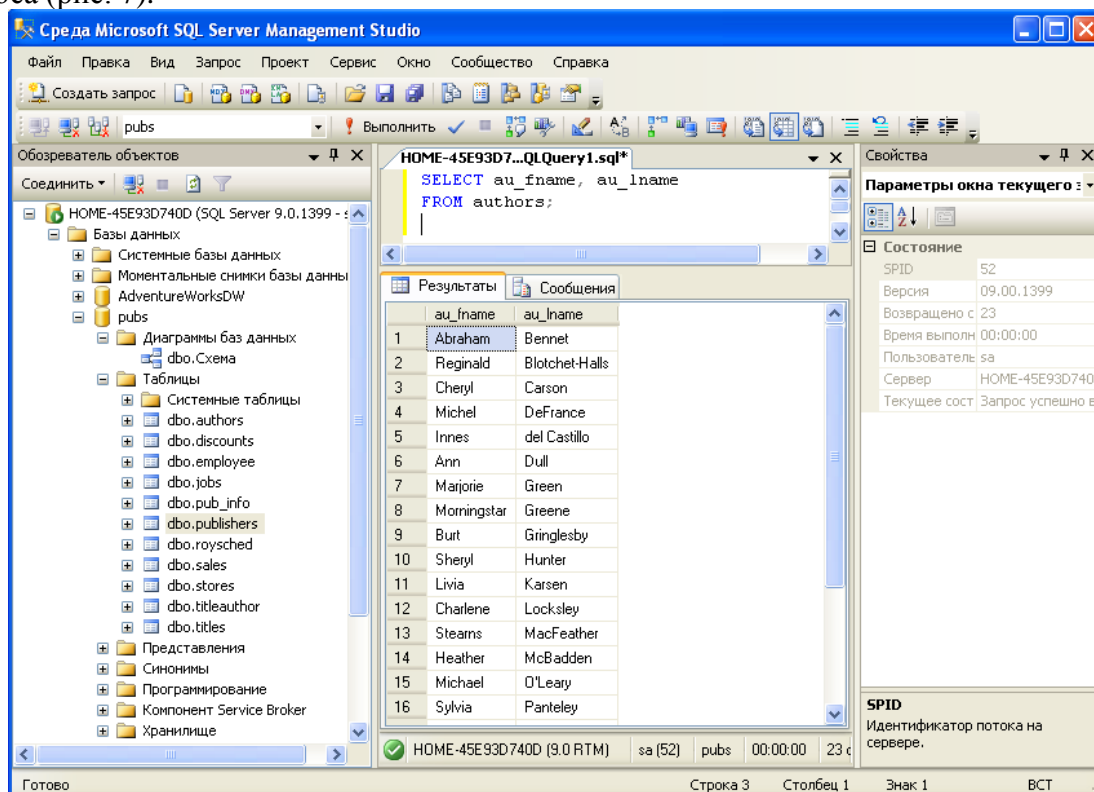 (рис. 7).
Среда Microsoft SQL Server Management Studio
Файл Правка Вид Запрос Проект Сервис Окно Сообщество Справка
Создать запрос
pubs Выполнить
Обозреватель объектов
Соединить
HOME-45E93D740D (SQL Server 9.0.1399 - s
Базы данных
Системные базы данных
Моментальные снимки базы данны
AdventureWorksDW
pubs
Диаграммы баз данных
dbo.Схема
Таблицы
Системные таблицы
dbo.authors
dbo.discounts
dbo.employee
dbo.jobs
dbo.pub_info
dbo.publishers
dbo.roysched
dbo.sales
dbo.stores
dbo.titleauthor
dbo.titles
Представления
Синонимы
Программирование
Компонент Service Broker
Хранилище
HOME-45E93D7...QLQuery1.sql*
SELECT au_fname, au_lname
FROM authors;
Результаты Сообщения
au_fname au_lname
1 Abraham Bennet
2 Reginald Blotchet-Halls
3 Cheryl Carson
4 Michel DeFrance
5 Innes del Castillo
6 Ann Dull
7 Marjorie Green
8 Morningstar Greene
9 Burt Gringlesby
10 Sheryl Hunter
11 Livia Karsen
12 Charlene Locksley
13 Stearns MacFeather
14 Heather McBadden
15 Michael O'Leary
16 Sylvia Panteley
HOME-45E93D740D (9.0 RTM) sa (52) pubs 00:00:00 23
Свойства
Параметры окна текущего
Состояние
SPID 52
Версия 09.00.1399
Возвращено с 23
Время выполн 00:00:00
Пользователь sa
Сервер HOME-45E93D740
Текущее сост Запрос успешно в
SPID
Идентификатор потока на
сервере.
Готово Строка 3 Столбец 1 Знак 1 ВСТ